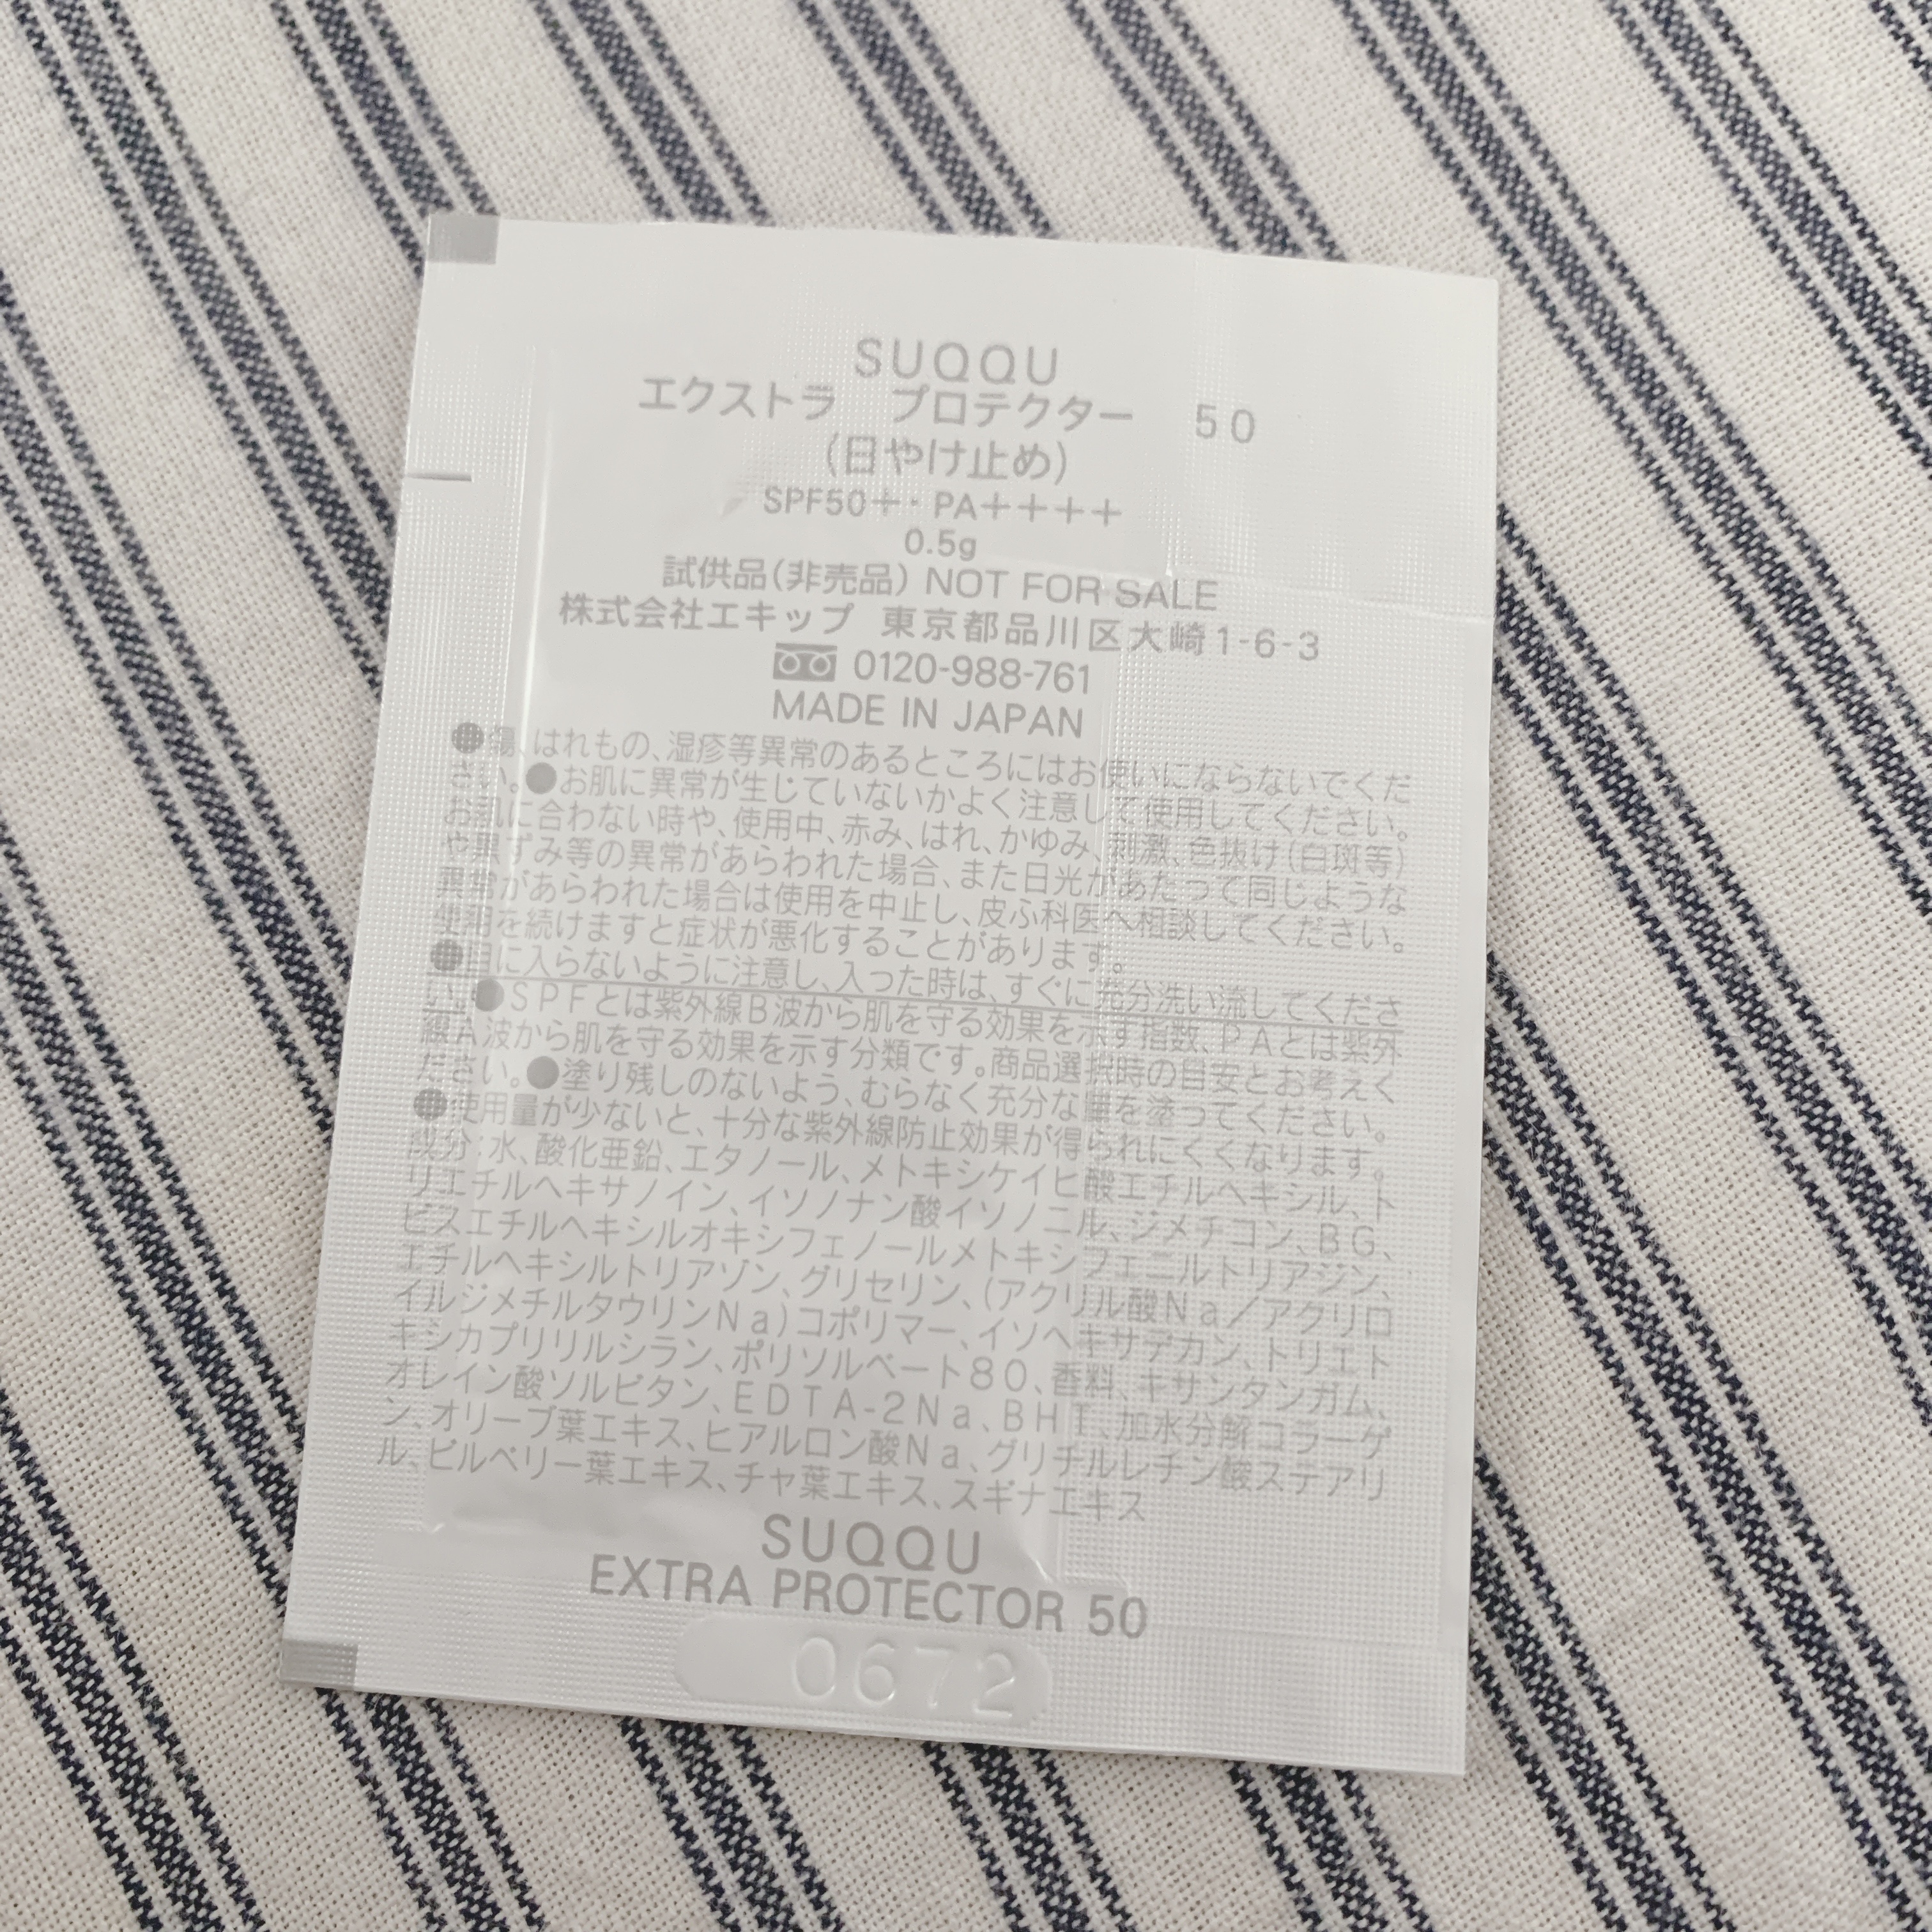 SUQQU
エクストラ　プロテクター　50
(日やけ止め)
SPF50+・PA++++
0.5g
試供品(非売品) NOT FOR SALE
株式会社エキップ 東京都品川区大崎1-6-3
0120-988-761
MADE IN JAPAN
●傷、はれもの、湿疹等異常のあるところにはお使いにならないでくだ
さい。●お肌に異常が生じていないかよく注意して使用してください。
お肌に合わない時や、使用中、赤み、はれ、かゆみ、刺激、色抜け(白斑等)
や黒ずみ等の異常があらわれた場合、また日光があたって同じような
異常があらわれた場合は使用を中止し、皮ふ科医へ相談してください。
使用を続けますと症状が悪化することがあります。
●目に入らないように注意し、入った時は、すぐに充分洗い流してくださ
い。●SPFとは紫外線B波から肌を守る効果を示す指数、PAとは紫外
線A波から肌を守る効果を示す分類です。商品選択時の目安とお考えく
ださい。●塗り残しのないよう、むらなく充分な量を塗ってください。
●使用量が少ないと、十分な紫外線防止効果が得られにくくなります。
成分:水、酸化亜鉛、エタノール、メトキシケイヒ酸エチルヘキシル、ト
リエチルヘキサノイン、イソノナン酸イソノニル、ジメチコン、BG、
ビスエチルヘキシルオキシフェノールメトキシフェニルトリアジン、
エチルヘキシルトリアゾン、グリセリン、(アクリル酸Na/アクリロ
イルジメチルタウリンNa)コポリマー、イソヘキサデカン、トリエト
キシカプリリルシラン、ポリソルベート80、香料、キサンタンガム、
オレイン酸ソルビタン、EDTA-2Na、BHT、加水分解コラーゲ
ン、オリーブ葉エキス、ヒアルロン酸Na、グリチルレチン酸ステアリ
ル、ビルベリー葉エキス、チャ葉エキス、スギナエキス
SUQQU
EXTRA PROTECTOR 50
0672